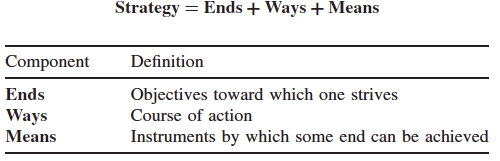 Strategy = Ends + Ways + Means
Component Definition
Ends Objectives toward which one strives
Ways Course of action
Means Instruments by which some end can be achieved